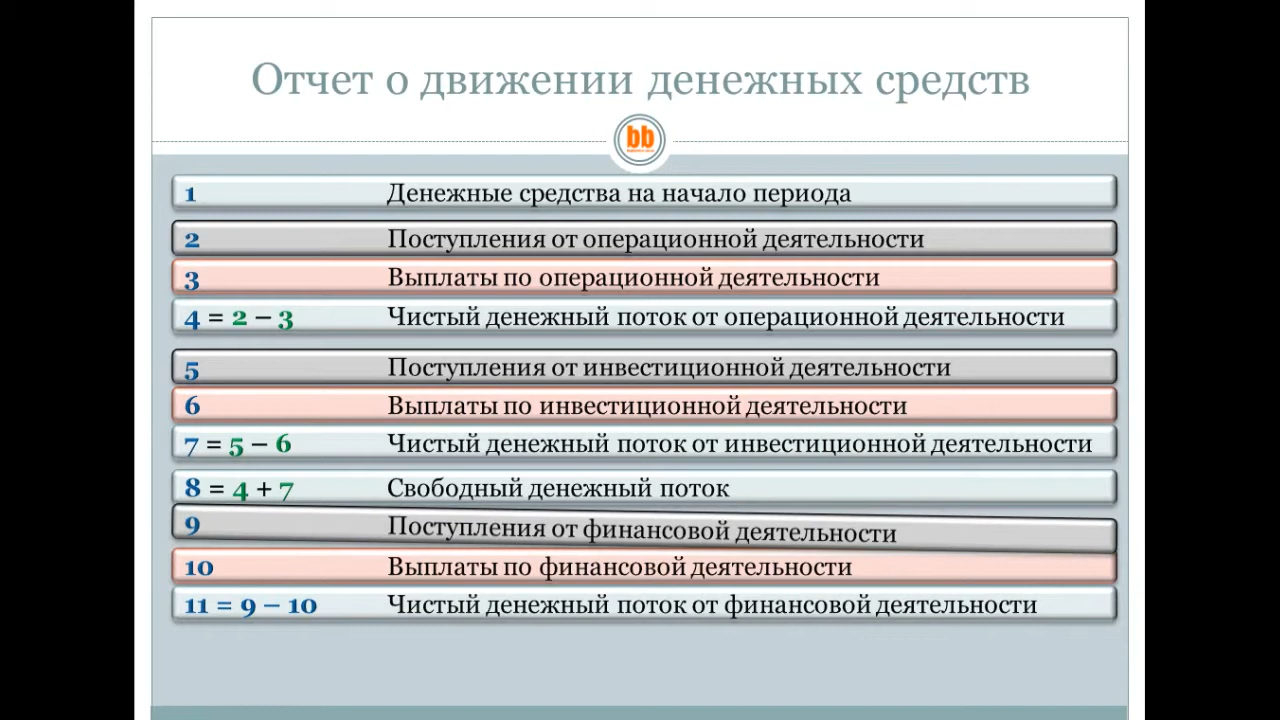 Отчет о движении денежных средств
bb
1 Денежные средства на начало периода
2 Поступления от операционной деятельности
3 Выплаты по операционной деятельности
4 = 2 – 3 Чистый денежный поток от операционной деятельности
5 Поступления от инвестиционной деятельности
6 Выплаты по инвестиционной деятельности
7 = 5 – 6 Чистый денежный поток от инвестиционной деятельности
8 = 4 + 7 Свободный денежный поток
9 Поступления от финансовой деятельности
10 Выплаты по финансовой деятельности
11 = 9 – 10 Чистый денежный поток от финансовой деятельности